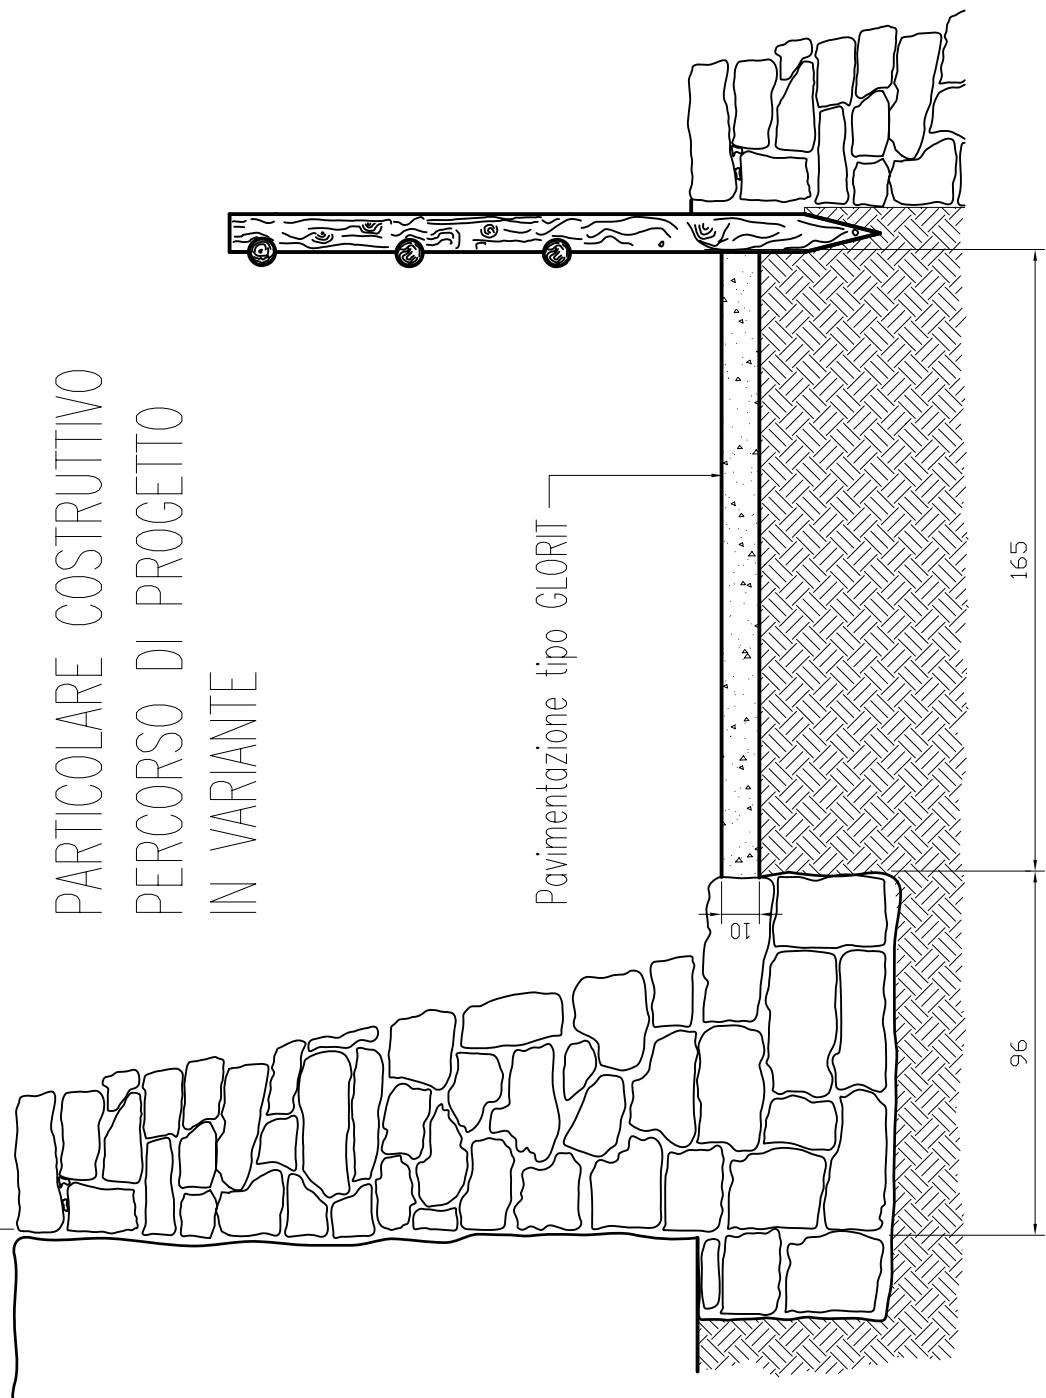 PARTICOLARE COSTRUTTIVO
PERCORSO DI PROGETTO
IN VARIANTE
Pavimentazione tipo GLORIT
10
96
165